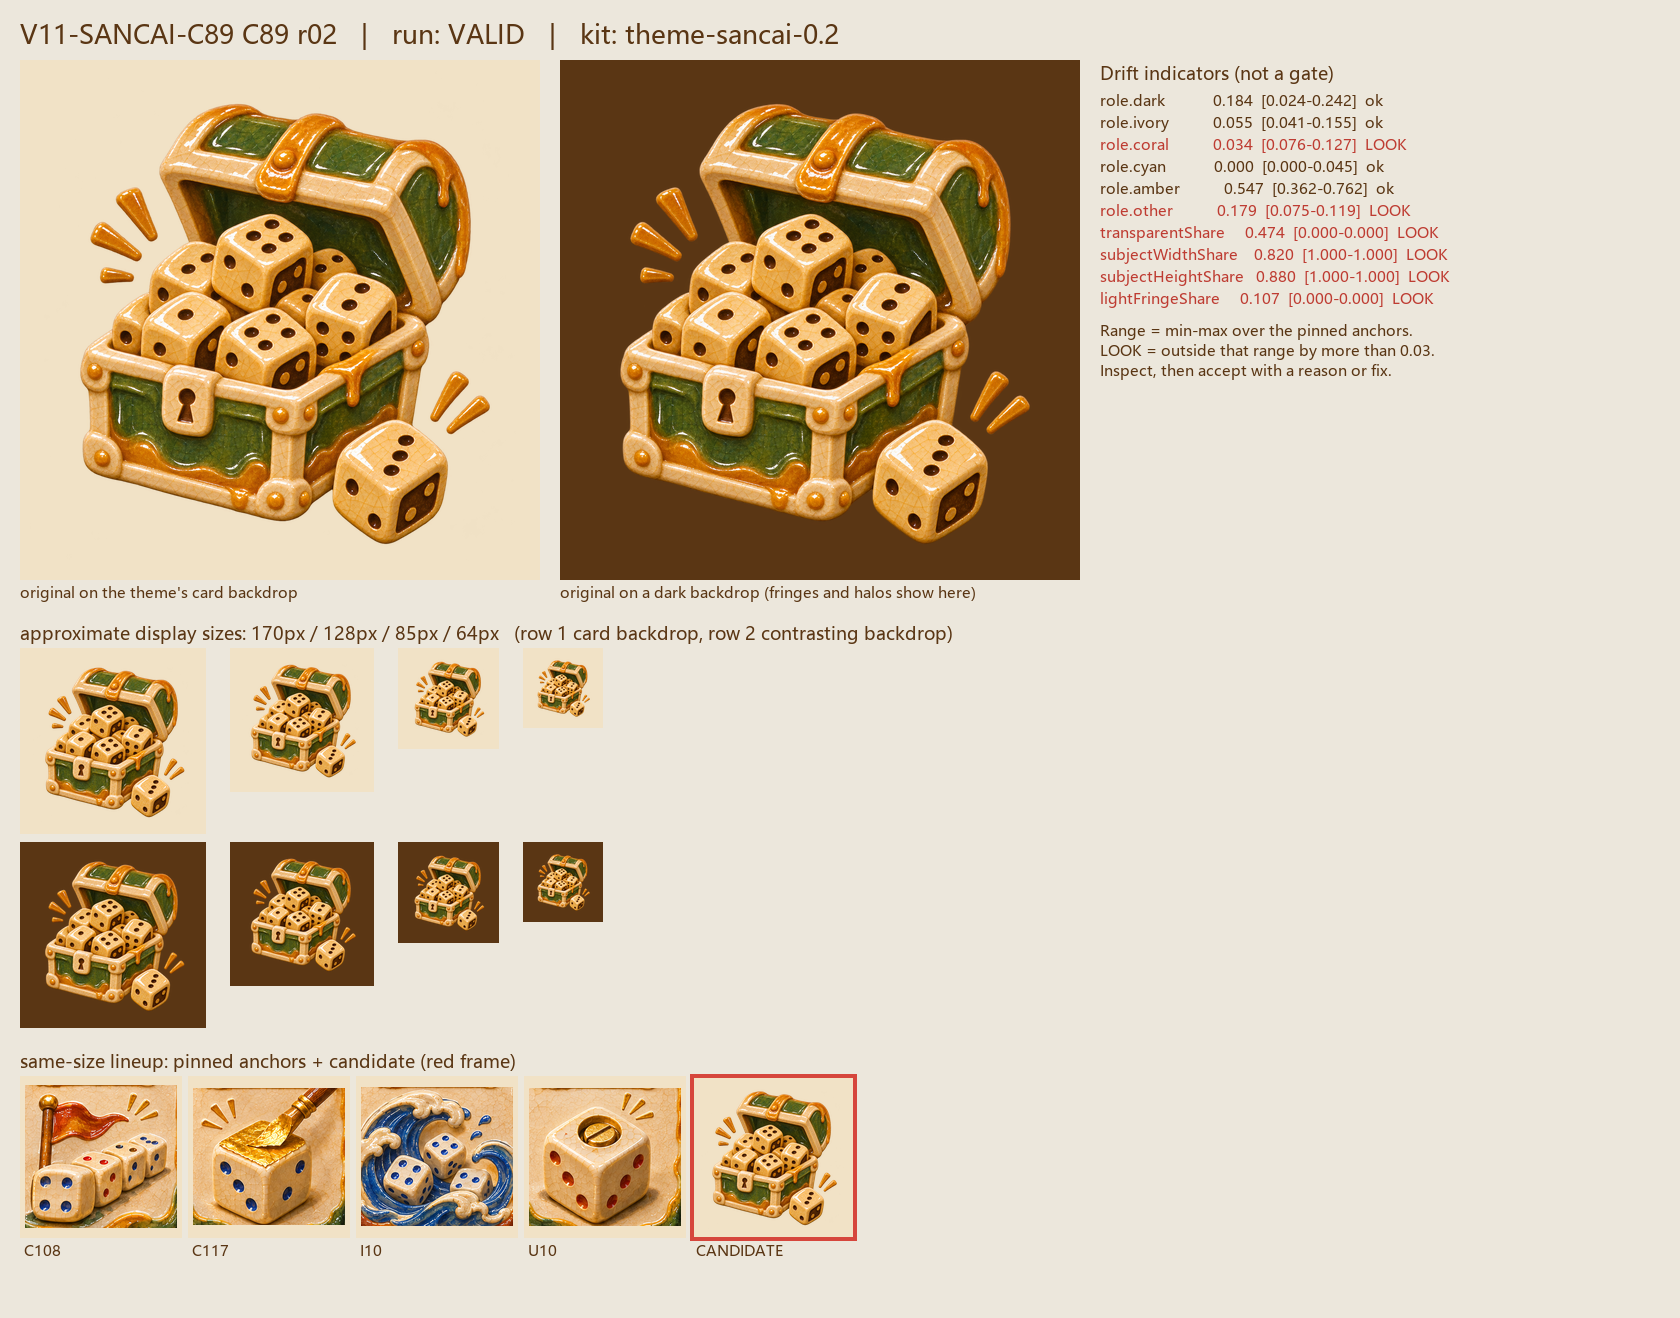 V11-SANCAI-C89 C89 r02 | run: VALID | kit: theme-sancai-0.2
Drift indicators (not a gate)
role.dark 0.184 [0.024-0.242] ok
role.ivory 0.055 [0.041-0.155] ok
role.coral 0.034 [0.076-0.127] LOOK
role.cyan 0.000 [0.000-0.045] ok
role.amber 0.547 [0.362-0.762] ok
role.other 0.179 [0.075-0.119] LOOK
transparentShare 0.474 [0.000-0.000] LOOK
subjectWidthShare 0.820 [1.000-1.000] LOOK
subjectHeightShare 0.880 [1.000-1.000] LOOK
lightFringeShare 0.107 [0.000-0.000] LOOK
Range = min-max over the pinned anchors.
LOOK = outside that range by more than 0.03.
Inspect, then accept with a reason or fix.
original on the theme's card backdrop
original on a dark backdrop (fringes and halos show here)
approximate display sizes: 170px / 128px / 85px / 64px (row 1 card backdrop, row 2 contrasting backdrop)
same-size lineup: pinned anchors + candidate (red frame)
C108
C117
I10
U10
CANDIDATE